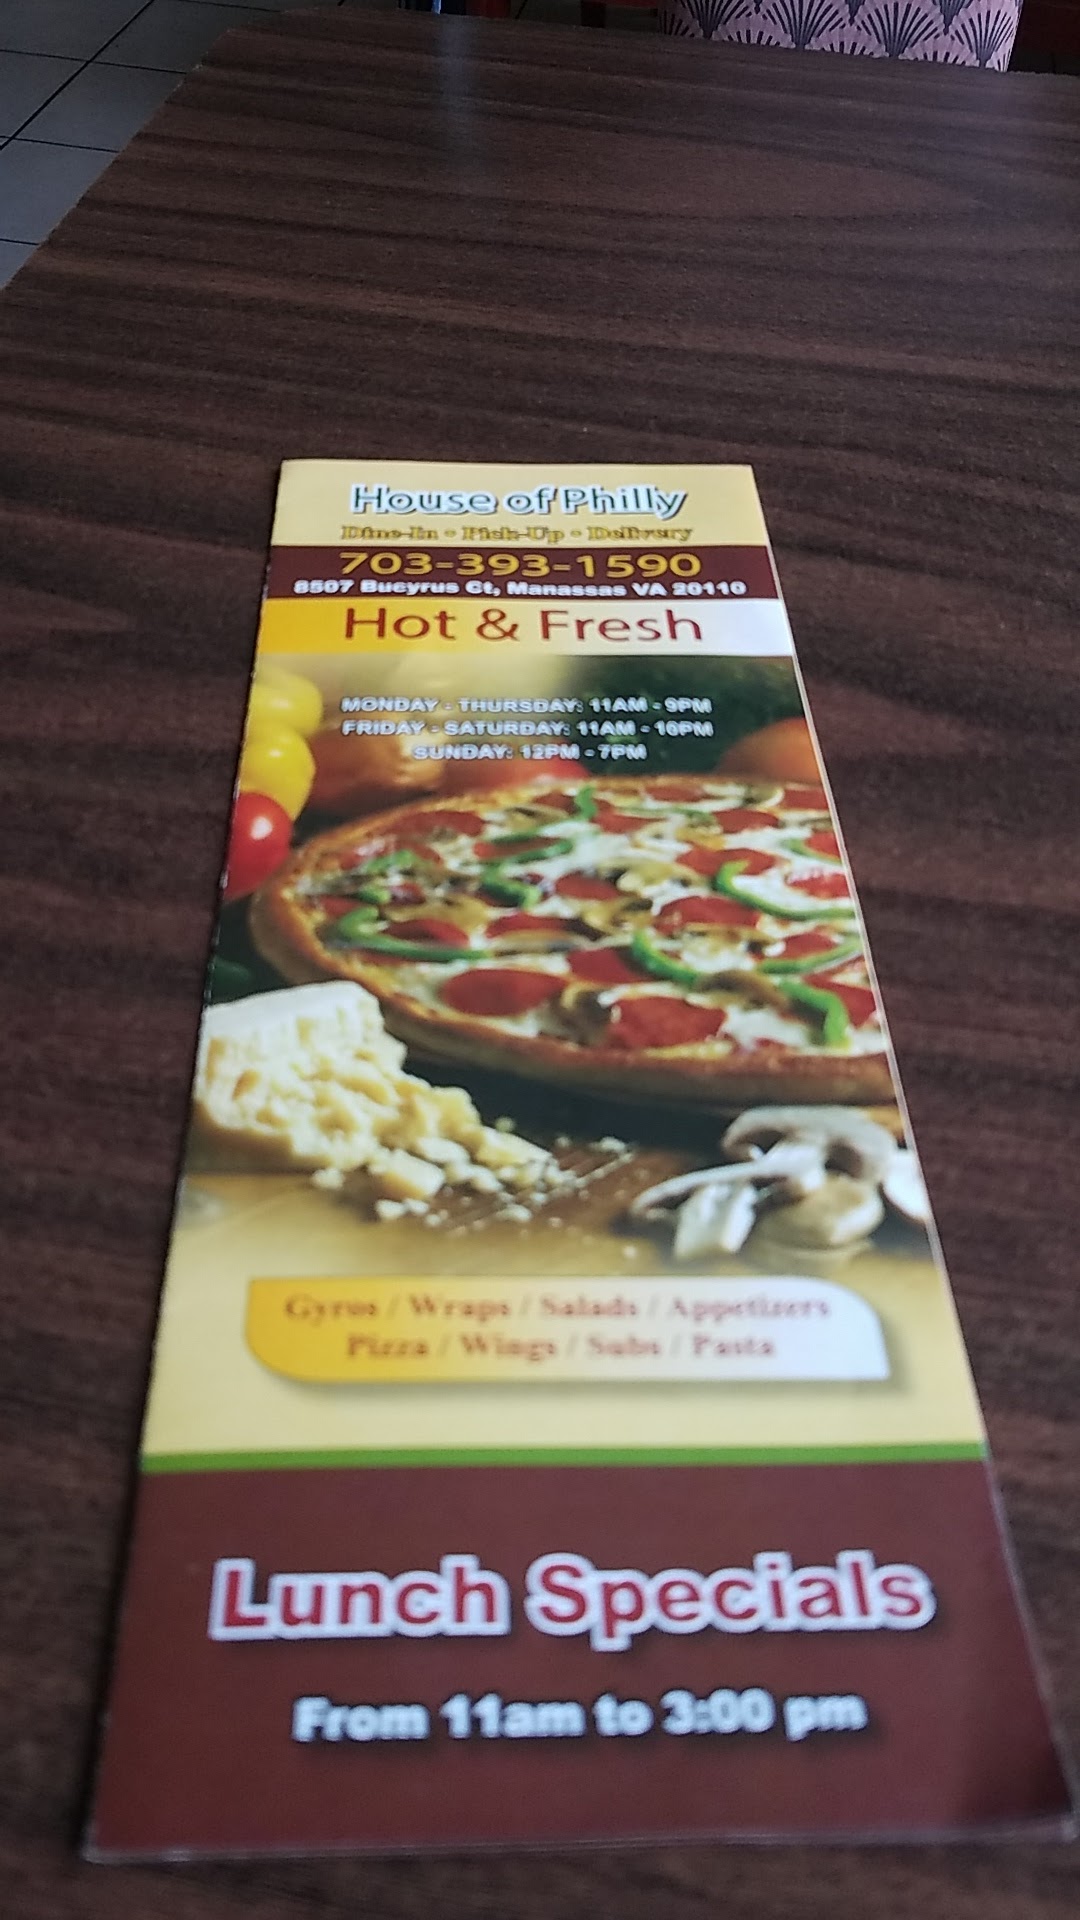 House of Philly
Dine-In • Pick-Up • Delivery
703-393-1590
8507 Bucyrus Ct, Manassas VA 20110
Hot & Fresh
MONDAY - THURSDAY: 11AM - 9PM
FRIDAY - SATURDAY: 11AM - 10PM
SUNDAY: 12PM - 7PM
Gyros / Wraps / Salads / Appetizers
Pizza / Wings / Subs / Pasta
Lunch Specials
From 11am to 3:00 pm